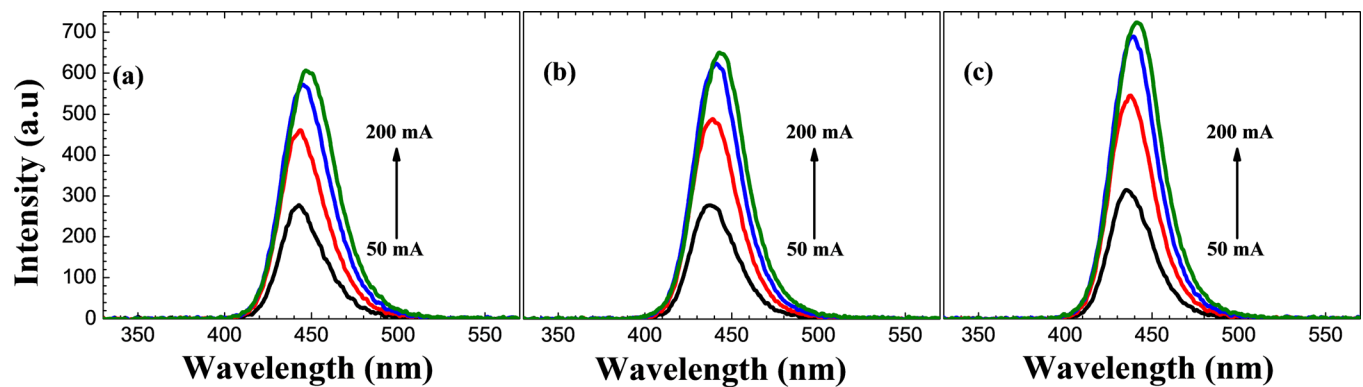 Intensity (a.u)
700
600
500
400
300
200
100
0
(a)
200 mA
50 mA
350 400 450 500 550
Wavelength (nm)
(b)
200 mA
50 mA
350 400 450 500 550
Wavelength (nm)
(c)
200 mA
50 mA
350 400 450 500 550
Wavelength (nm)